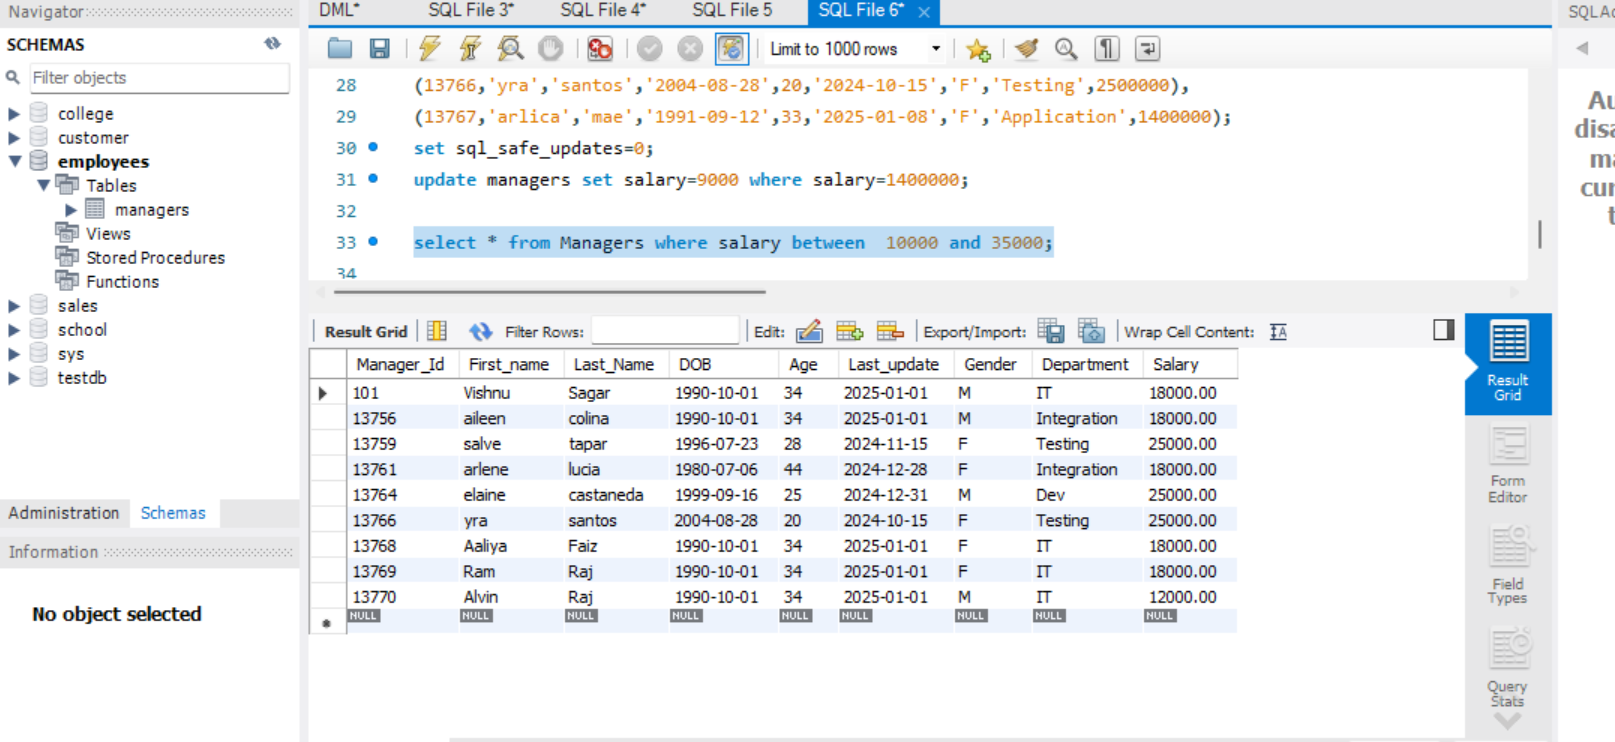 Navigator
SCHEMAS
Filter objects
college
customer
employees
Tables
managers
Views
Stored Procedures
Functions
sales
school
sys
testdb
Administration Schemas
Information
No object selected
DML* SQL File 3* SQL File 4* SQL File 5 SQL File 6*
Limit to 1000 rows
28 (13766,'yra','santos','2004-08-28',20,'2024-10-15','F','Testing',2500000),
29 (13767,'arlica','mae','1991-09-12',33,'2025-01-08','F','Application',1400000);
30 set sql_safe_updates=0;
31 update managers set salary=9000 where salary=1400000;
32
33 select * from Managers where salary between  10000 and 35000;
34
Result Grid Filter Rows: Edit: Export/Import: Wrap Cell Content:
Manager_Id First_name Last_Name DOB Age Last_update Gender Department Salary
101 Vishnu Sagar 1990-10-01 34 2025-01-01 M IT 18000.00
13756 aileen colina 1990-10-01 34 2025-01-01 M Integration 18000.00
13759 salve tapar 1996-07-23 28 2024-11-15 F Testing 25000.00
13761 arlene lucia 1980-07-06 44 2024-12-28 F Integration 18000.00
13764 elaine castaneda 1999-09-16 25 2024-12-31 M Dev 25000.00
13766 yra santos 2004-08-28 20 2024-10-15 F Testing 25000.00
13768 Aaliya Faiz 1990-10-01 34 2025-01-01 F IT 18000.00
13769 Ram Raj 1990-10-01 34 2025-01-01 F IT 18000.00
13770 Alvin Raj 1990-10-01 34 2025-01-01 M IT 12000.00
NULL NULL NULL NULL NULL NULL NULL NULL NULL
Result
Grid
Form
Editor
Field
Types
Query
Stats